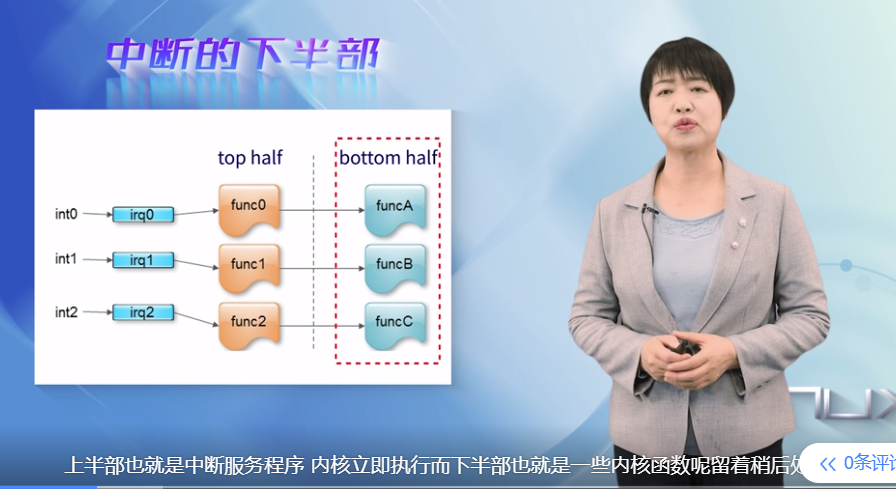 中断的下半部
top half
bottom half
int0
irq0
func0
funcA
int1
irq1
func1
funcB
int2
irq2
func2
funcC
上半部也就是中断服务程序 内核立即执行而下半部也就是一些内核函数呢留着稍后处
0条评